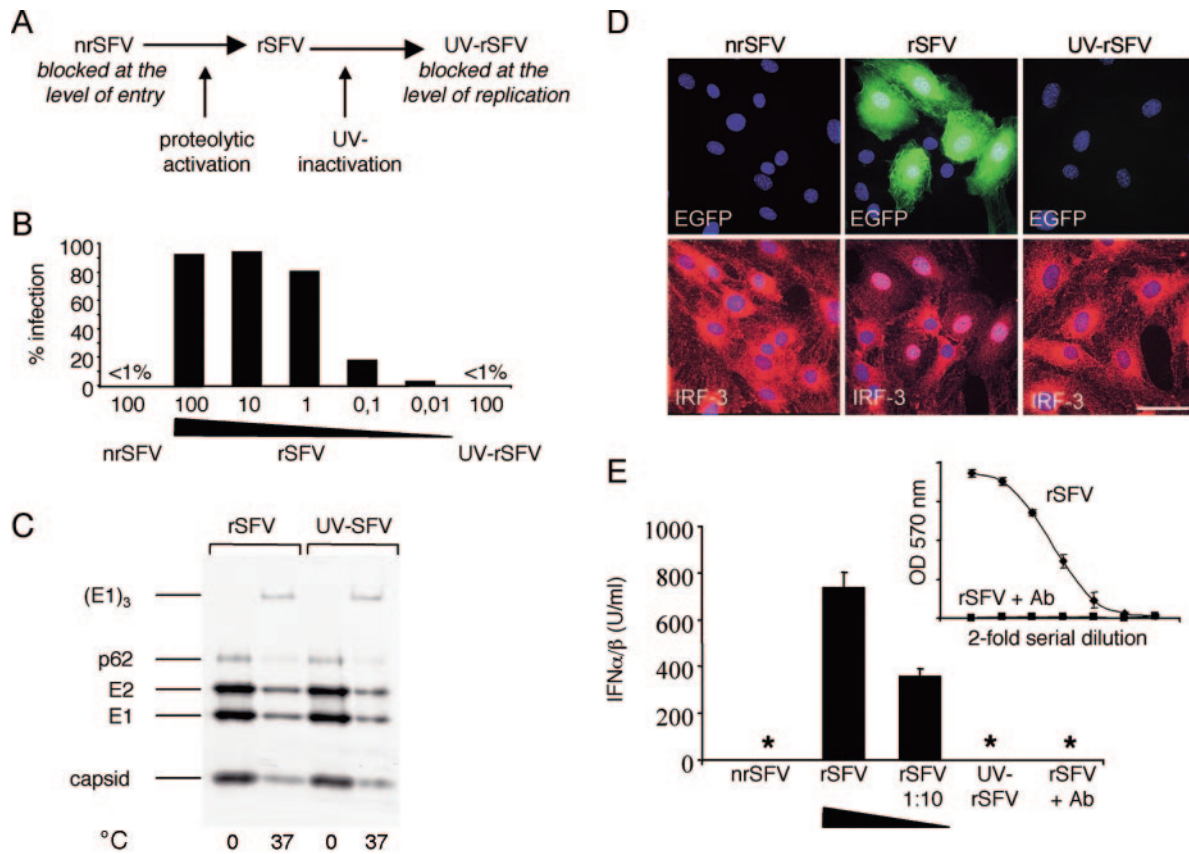 A
nrSFV
rSFV
UV-rSFV
blocked at the
level of entry
blocked at the
level of replication
proteolytic
activation
UV-
inactivation
B
% infection
100
80
60
40
20
0
<1%
<1%
100 100 10 1 0,1 0,01 100
nrSFV rSFV UV-rSFV
C
rSFV UV-SFV
(E1)3
p62
E2
E1
capsid
°C 0 37 0 37
D
nrSFV rSFV UV-rSFV
EGFP EGFP EGFP
IRF-3 IRF-3 IRF-3
E
IFNα/β (U/ml)
1000
800
600
400
200
0
*
*
*
nrSFV
rSFV
rSFV
1:10
UV-
rSFV
rSFV
+ Ab
OD 570 nm
rSFV
rSFV + Ab
2-fold serial dilution